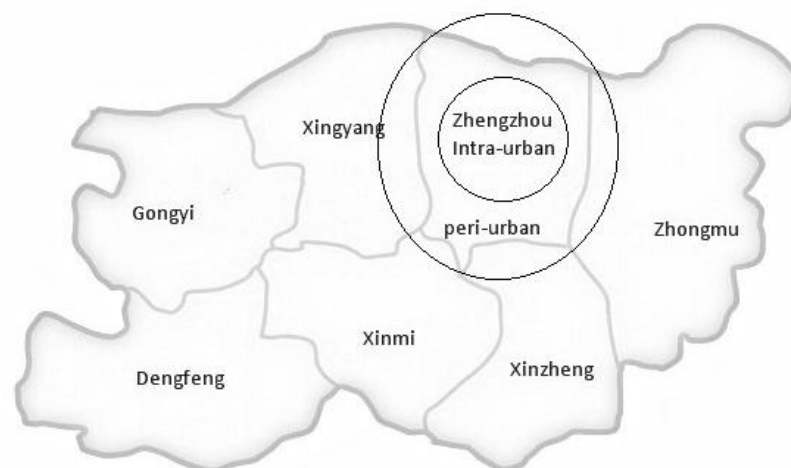 Zhengzhou
Intra-urban
Xingyang
Gongyi
peri-urban
Zhongmu
Xinmi
Xinzheng
Dengfeng